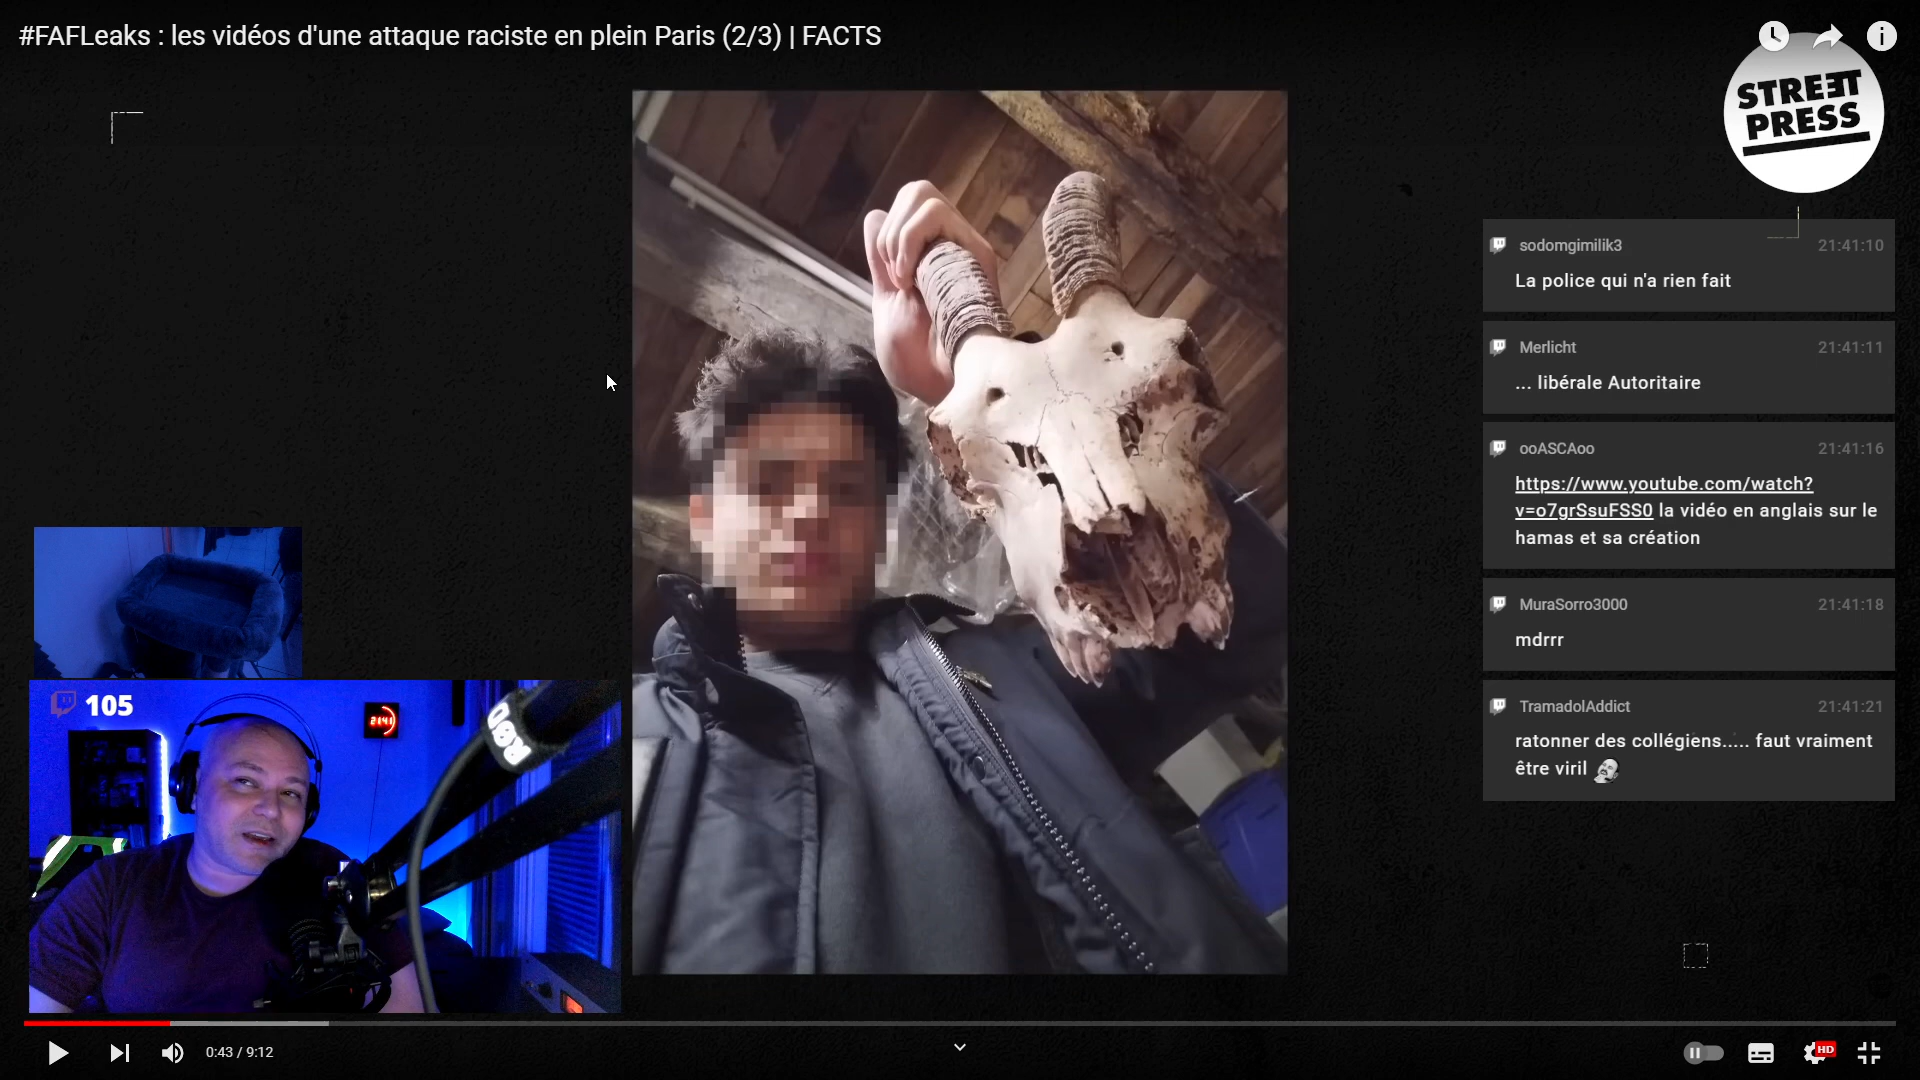 #FAFLeaks : les vidéos d'une attaque raciste en plein Paris (2/3) | FACTS
STREET
PRESS
sodomgimilik3 21:41:10
La police qui n'a rien fait
Merlicht 21:41:11
... libérale Autoritaire
ooASCAoo 21:41:16
https://www.youtube.com/watch?
v=o7grSsuFSS0 la vidéo en anglais sur le
hamas et sa création
MuraSorro3000 21:41:18
mdrrr
TramadolAddict 21:41:21
ratonner des collégiens..... faut vraiment
être viril
105
2141
0:43 / 9:12
HD